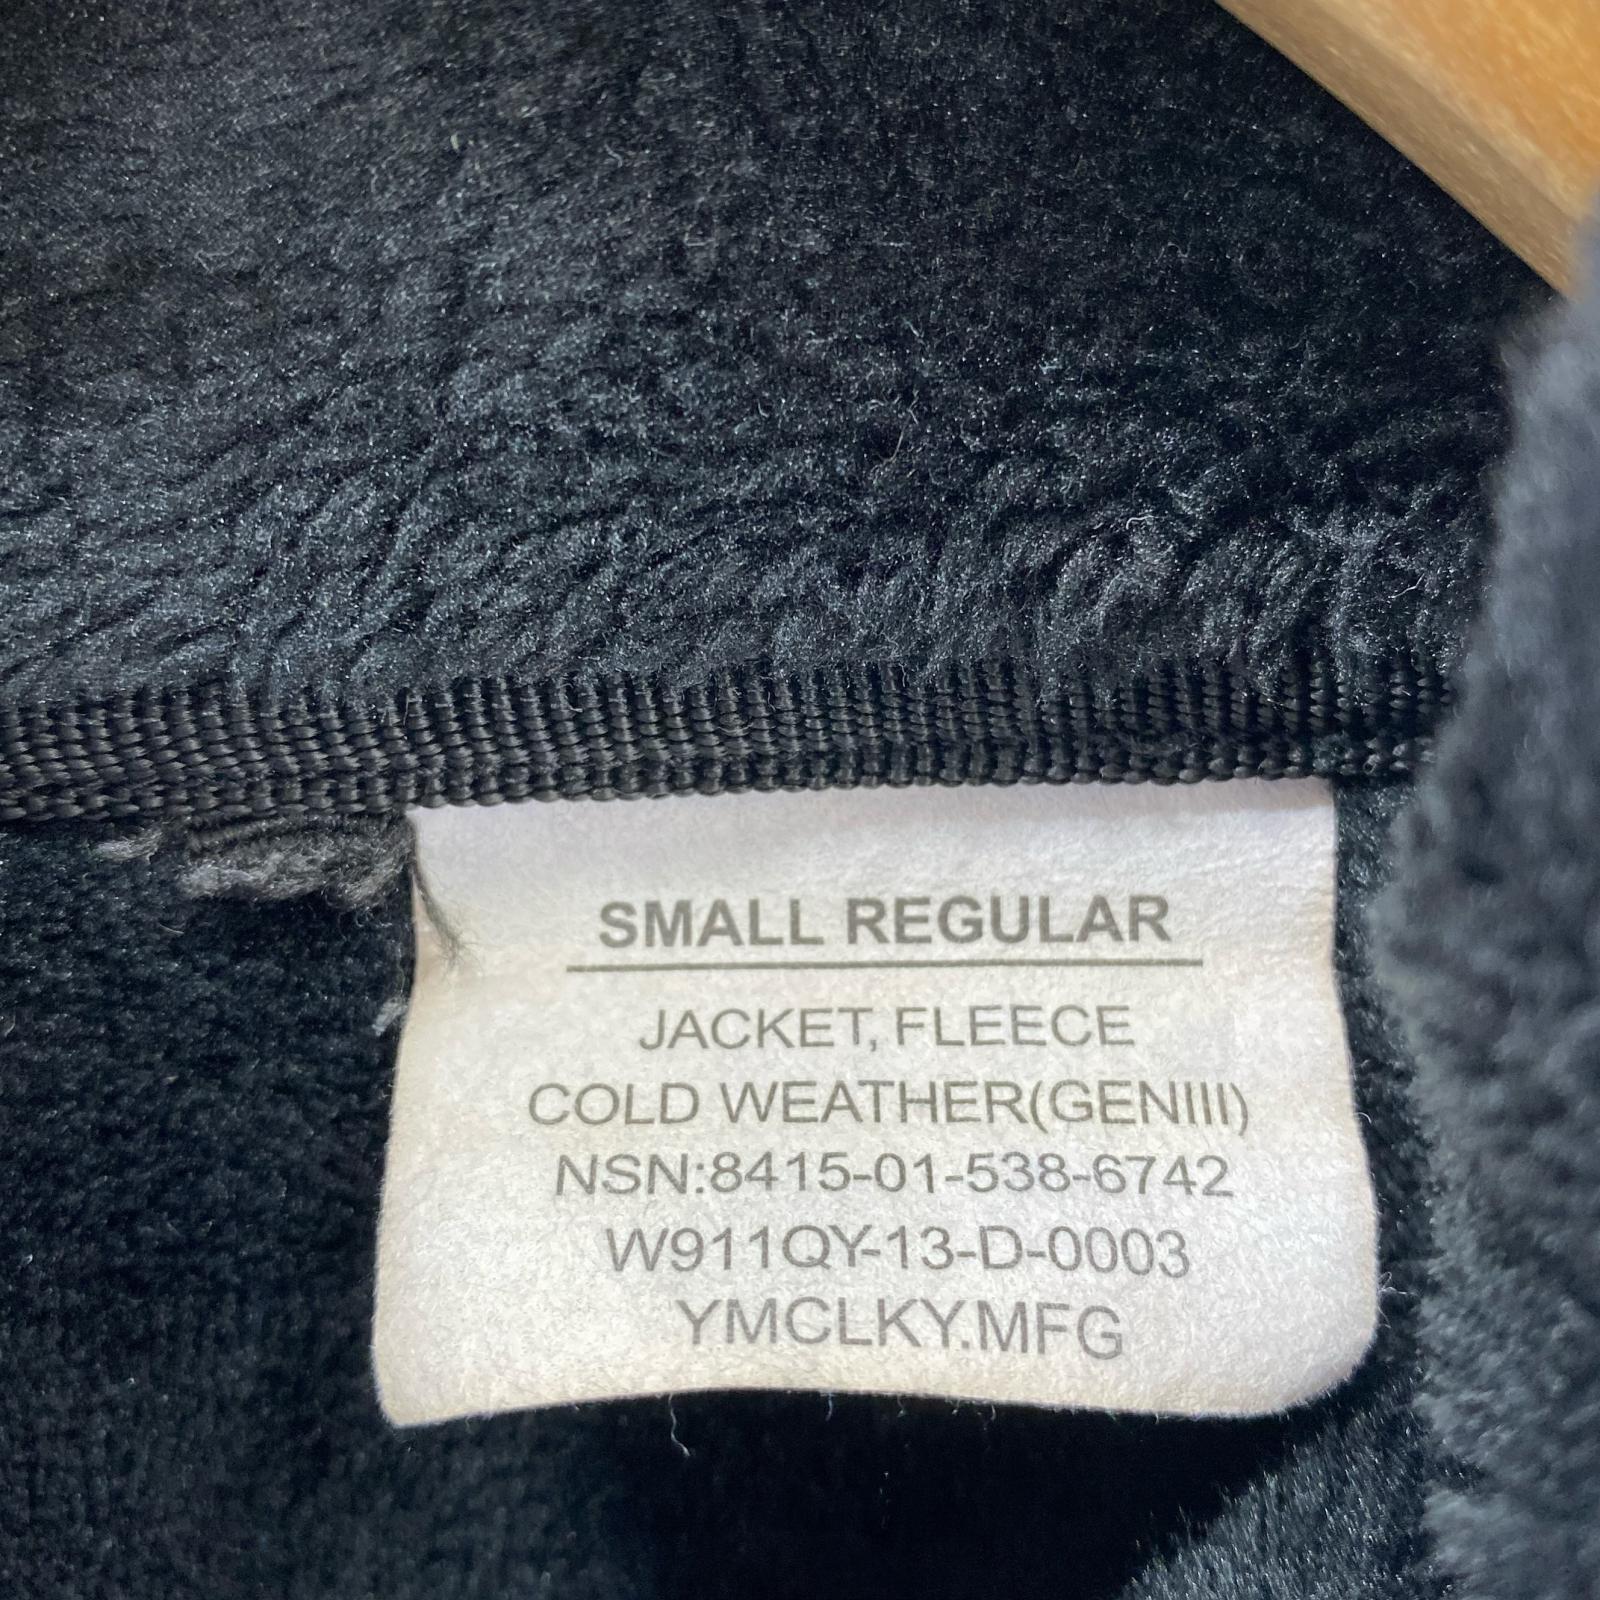 SMALL REGULAR
JACKET, FLEECE
COLD WEATHER(GENIII)
NSN:8415-01-538-6742
W911QY-13-D-0003
YMCLKY.MFG